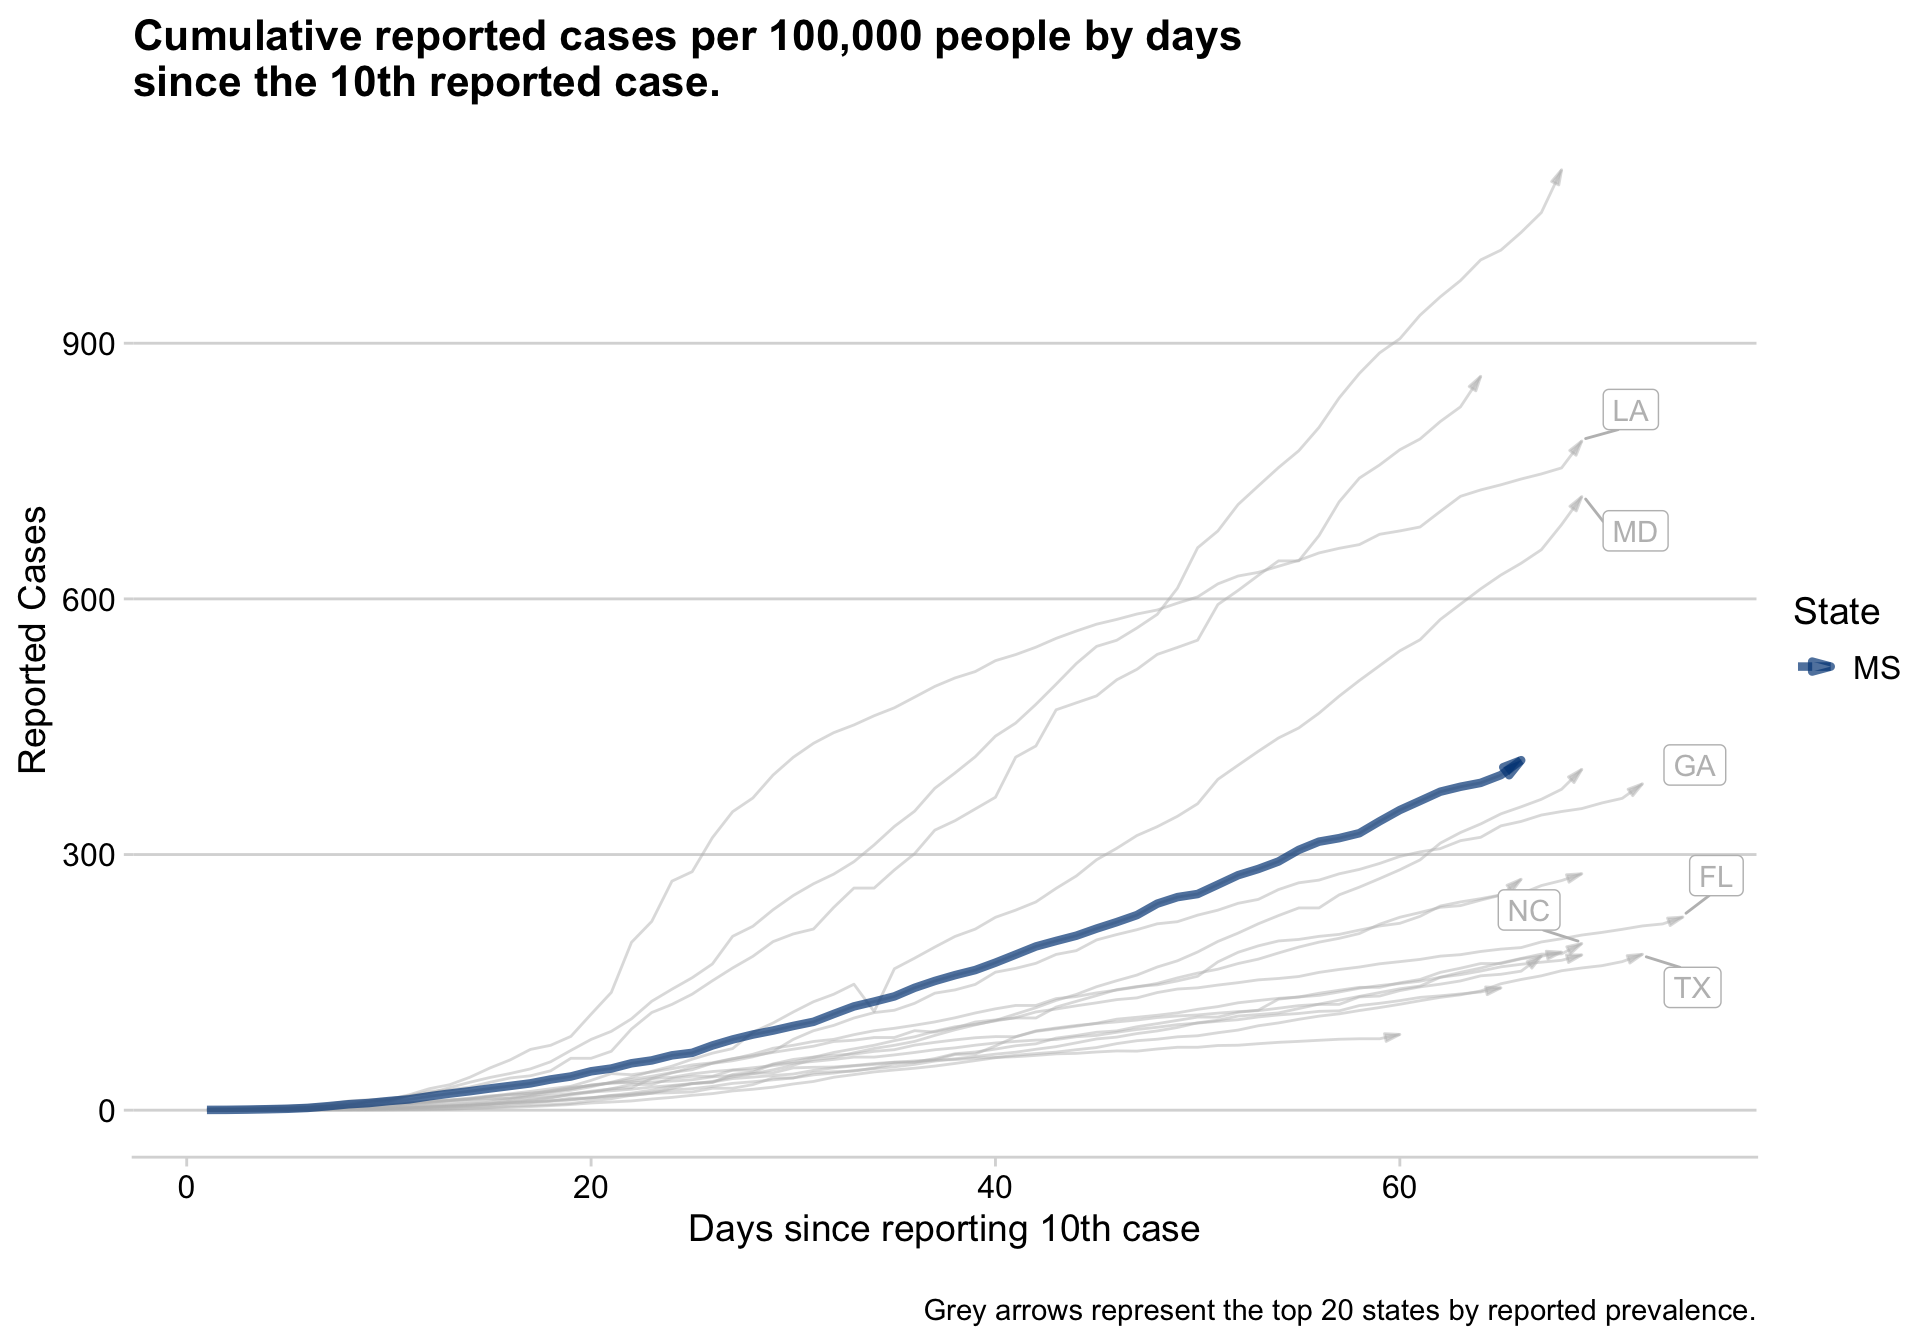 Cumulative reported cases per 100,000 people by days
since the 10th reported case.
900
600
300
0
Reported Cases
LA
MD
GA
FL
NC
TX
State
MS
0
20
40
60
Days since reporting 10th case
Grey arrows represent the top 20 states by reported prevalence.